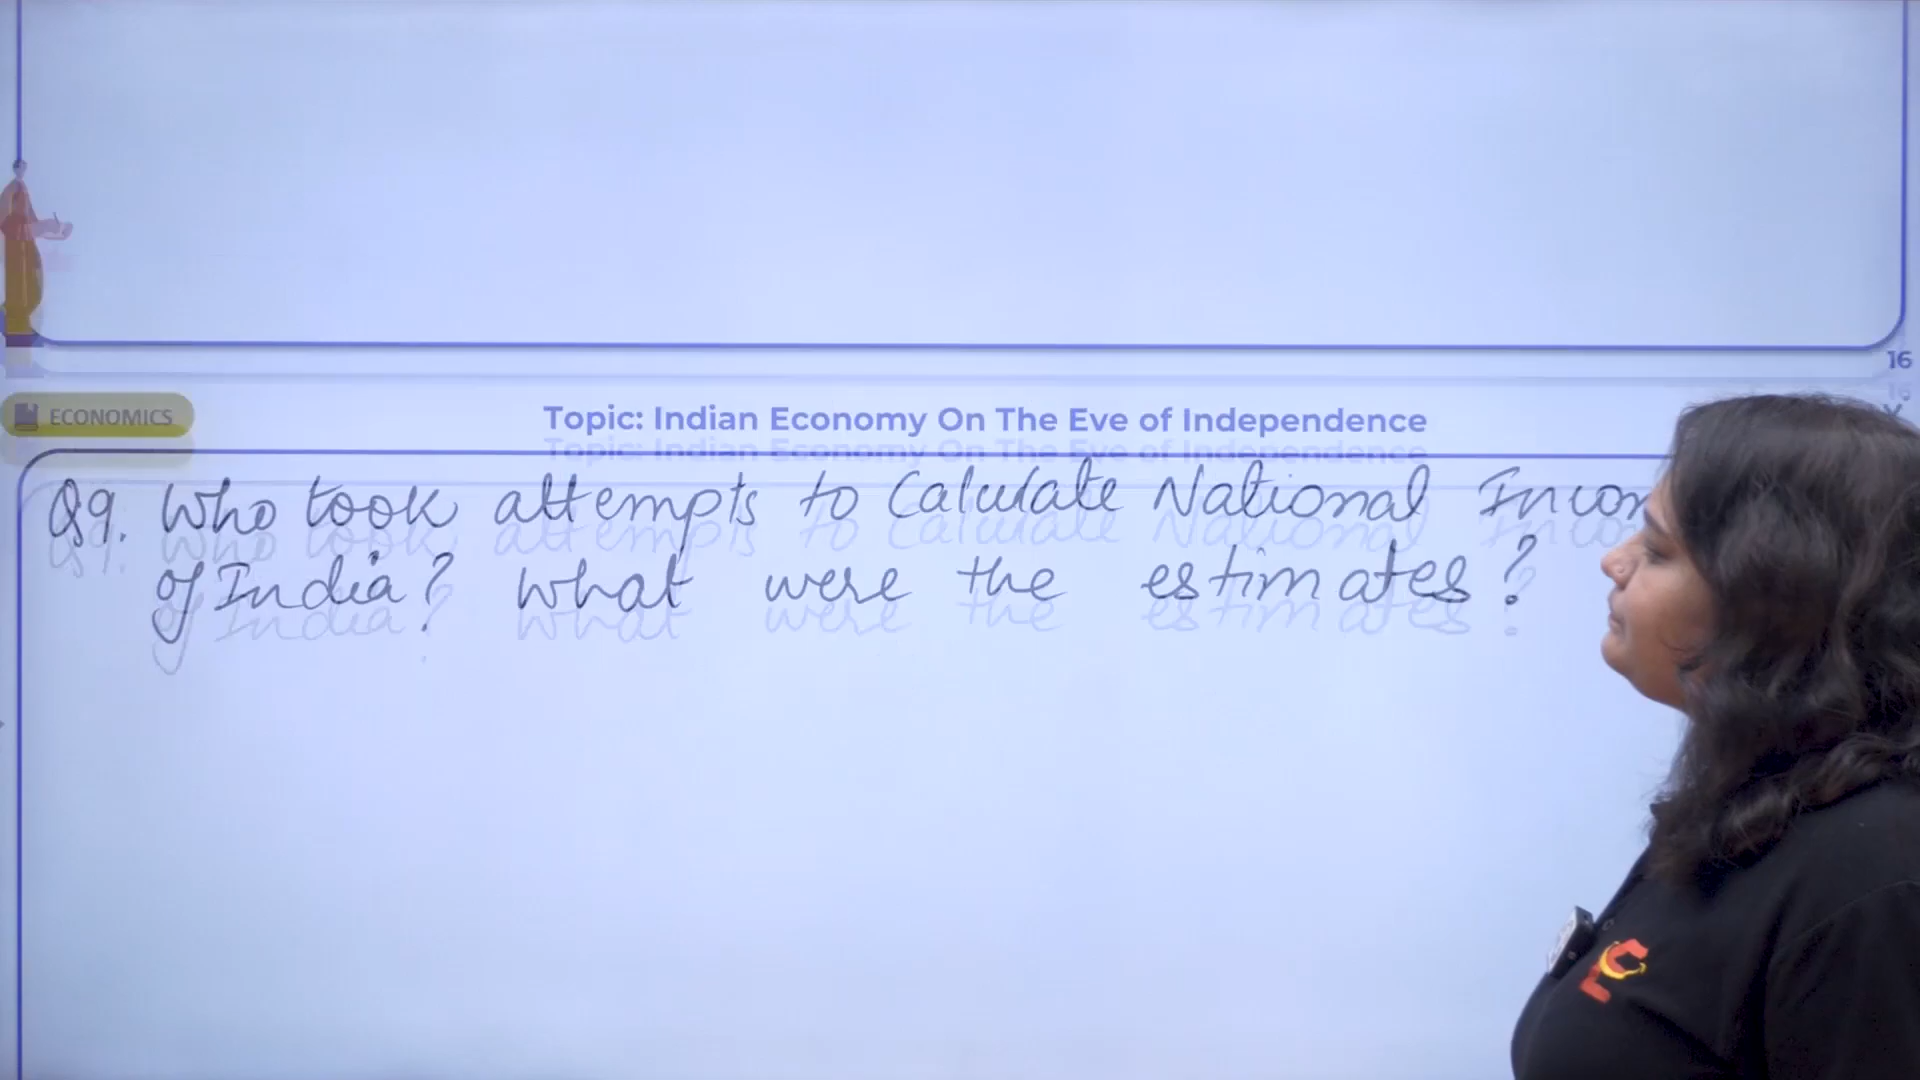 16
ECONOMICS
Topic: Indian Economy On The Eve of Independence
Q9. Who took attempts to Calculate National
of India? What were the estimates?